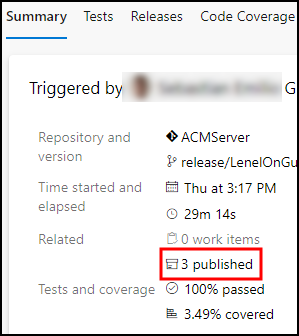 Summary Tests Releases Code Coverage
Triggered by G
Repository and version
ACMServer
release/LenelOnGu
Time started and elapsed
Thu at 3:17 PM
29m 14s
Related
0 work items
3 published
Tests and coverage
100% passed
3.49% covered